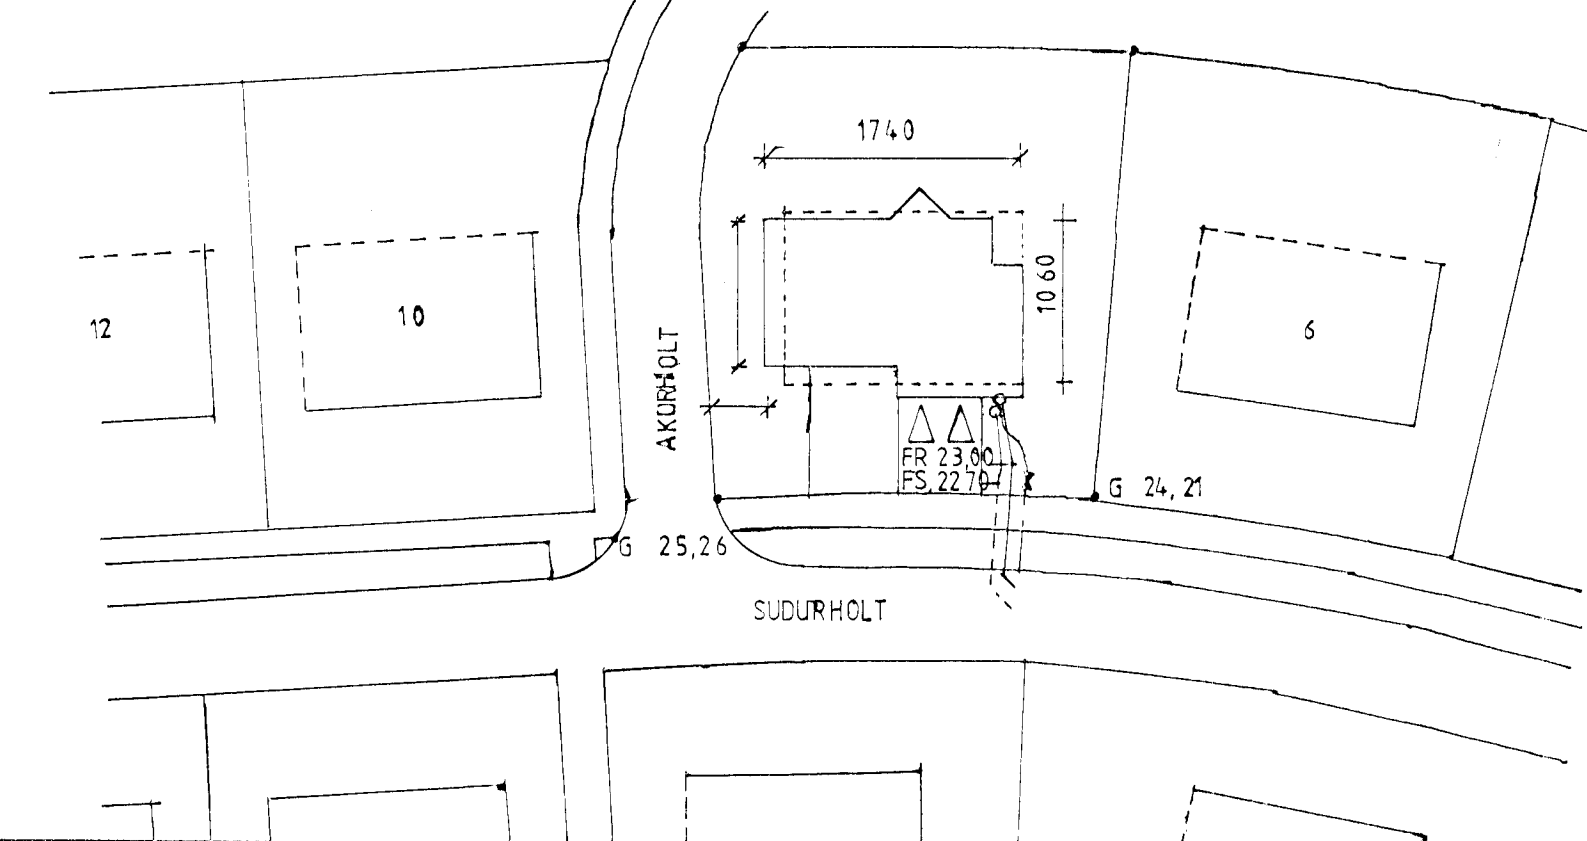 1740
1060
12
10
6
AKURHOLT
FR 23,00
FS, 22 70
G 24,21
G 25,26
SUDURHOLT